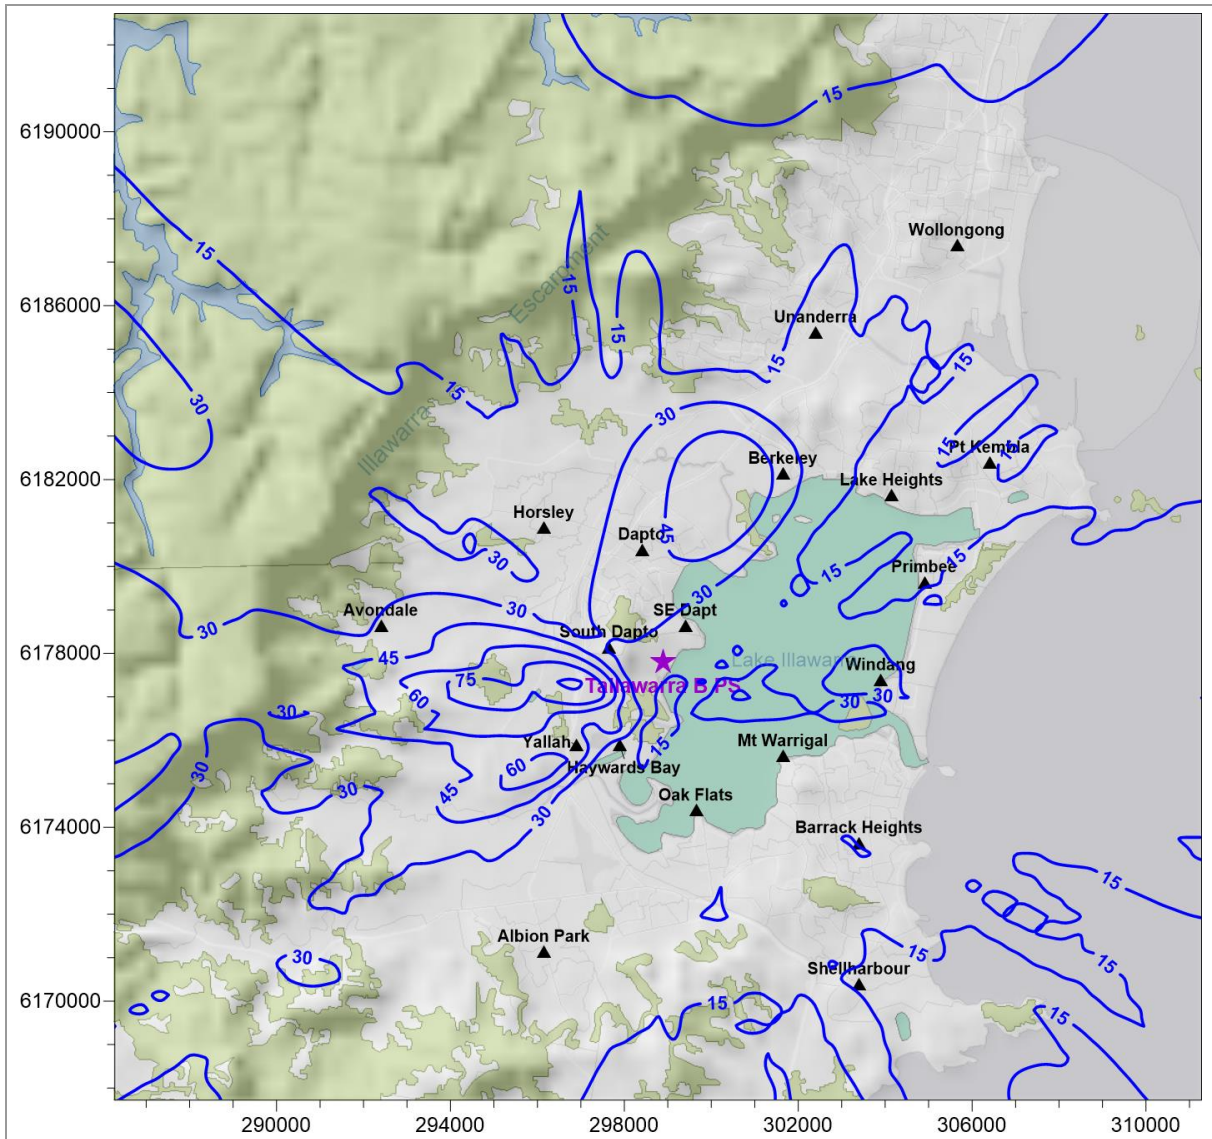 15
6190000
Wollongong
15
Escarpment
15
6186000
Unanderra
15
15
15
15
30
30
Illawarra
15
Pt Kembla
15
Berkeley
6182000
Lake Heights
Horsley
Dapto
45
30
15
15
Primbee
30
Avondale
30
SE Dapt
30
South Dapto
6178000
45
Lake Illawarr
Windang
75
Tallawarra B PS
60
30
30
30
Yallah
15
Mt Warrigal
30
60
Haywards Bay
30
45
Oak Flats
30
6174000
Barrack Heights
15
Albion Park
15
30
15
Shellharbour
6170000
15
15
290000
294000
298000
302000
306000
310000